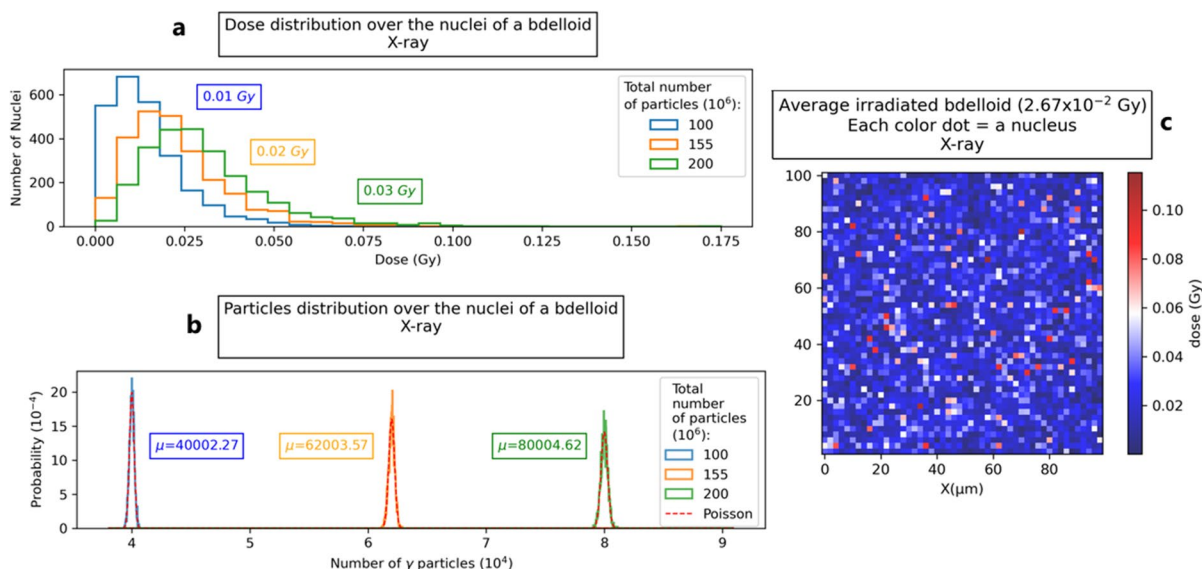 a
Dose distribution over the nuclei of a bdelloid
X-ray
Number of Nuclei
600
400
200
0
0.01 Gy
0.02 Gy
0.03 Gy
Total number
of particles (10⁶):
100
155
200
0.000
0.025
0.050
0.075
0.100
0.125
0.150
0.175
Dose (Gy)
b
Particles distribution over the nuclei of a bdelloid
X-ray
Probability (10⁻⁴)
20
15
10
5
0
μ=40002.27
μ=62003.57
μ=80004.62
Total
number
of particles
(10⁶):
100
155
200
Poisson
4
5
6
7
8
9
Number of γ particles (10⁴)
Average irradiated bdelloid (2.67x10⁻² Gy)
Each color dot = a nucleus
X-ray
c
100
80
60
40
20
0
20
40
60
80
X(μm)
0.10
0.08
0.06
0.04
0.02
dose (Gy)